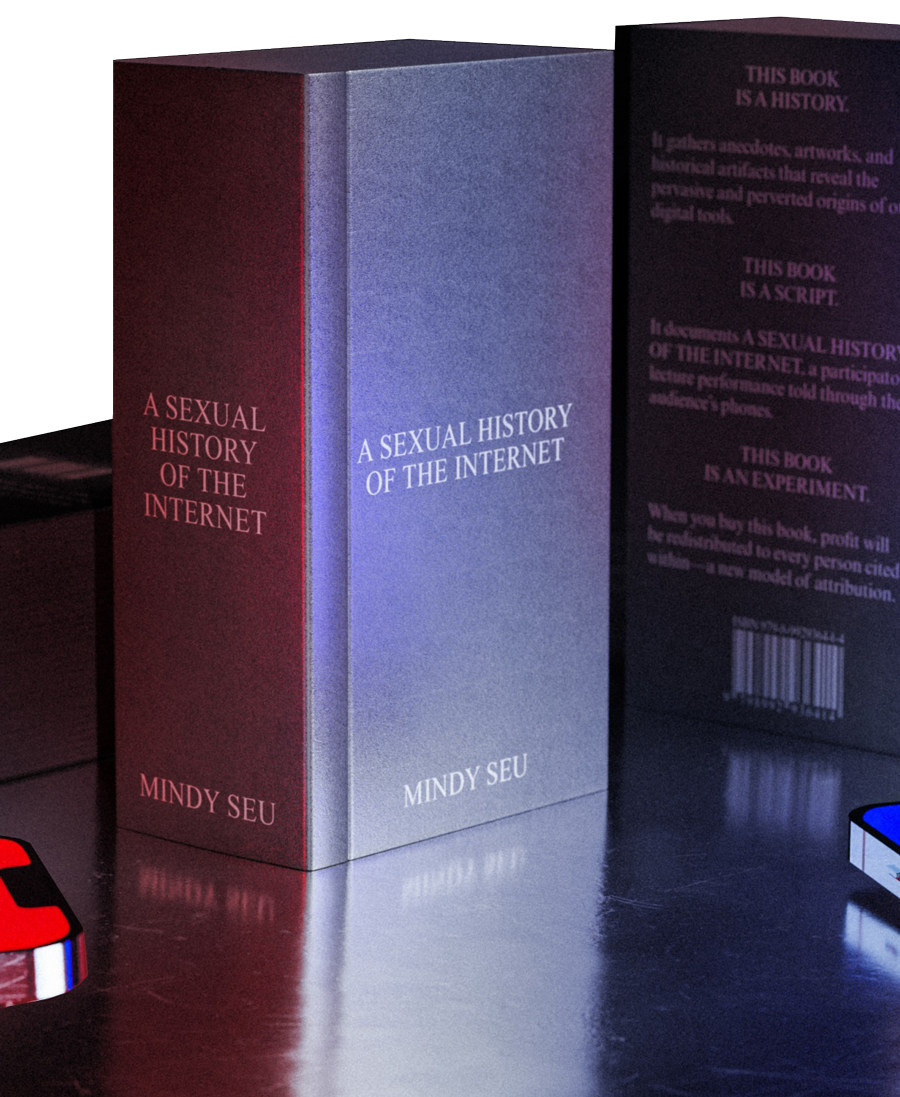 A SEXUAL
HISTORY
OF THE
INTERNET
MINDY SEU
A SEXUAL HISTORY
OF THE INTERNET
MINDY SEU
THIS BOOK
IS A HISTORY.
It gathers anecdotes, artworks, and
historical artifacts that reveal the
pervasive and perverted origins of
digital tools.
THIS BOOK
IS A SCRIPT.
It documents A SEXUAL HISTORY
OF THE INTERNET, a
lecture performance told through the
audience's phones.
THIS BOOK
IS AN EXPERIMENT.
When you buy this book, profit will
be redistributed to every person cited
within—a new model of attribution.